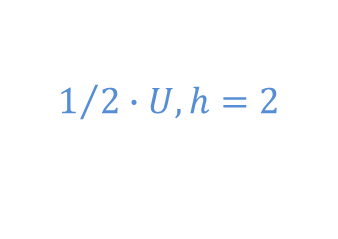 1/2 · U, h = 2